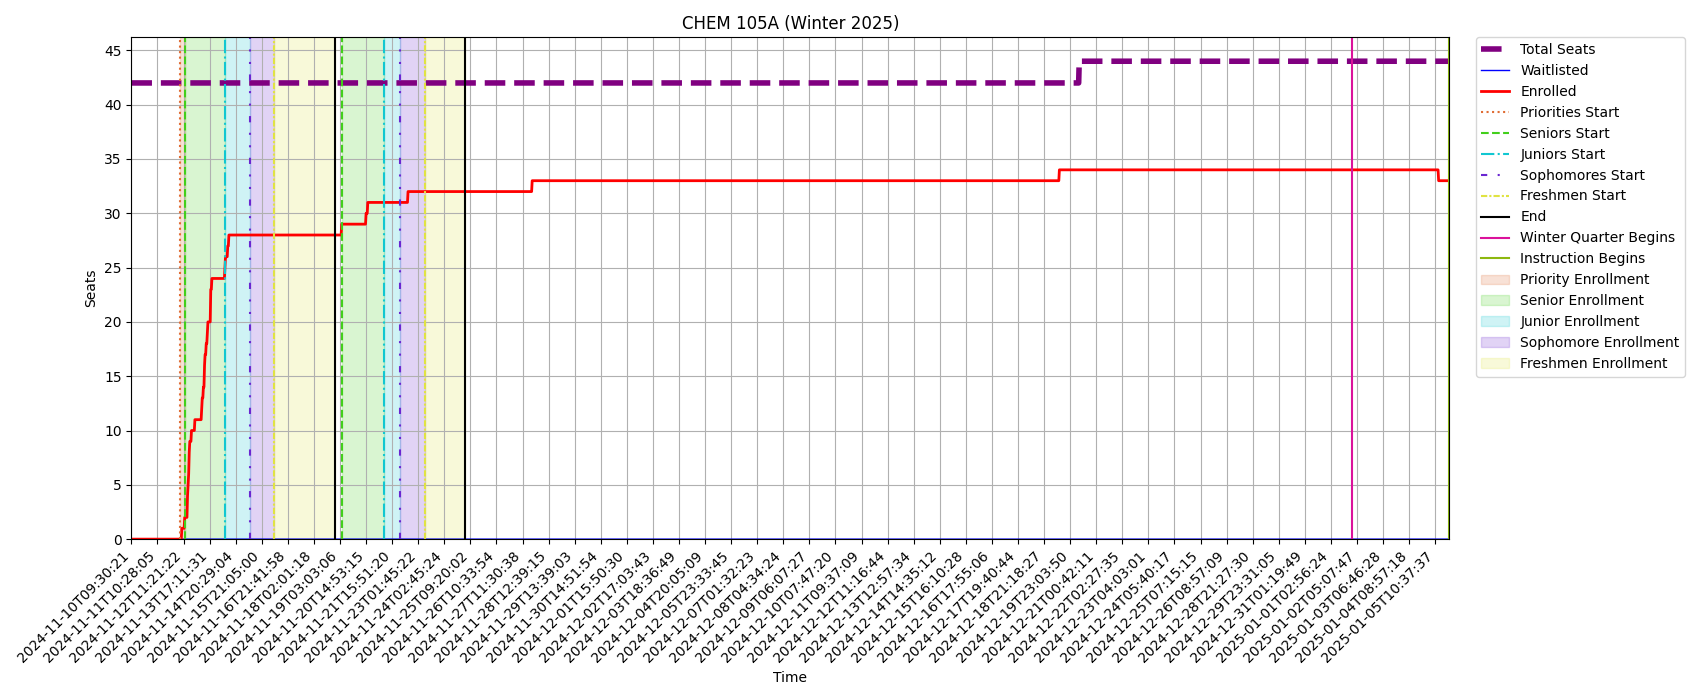 CHEM 105A (Winter 2025)
45
40
35
30
25
20
15
10
5
0
Seats
2024-11-10T09:30:21
2024-11-11T10:28:05
2024-11-12T11:21:22
2024-11-13T17:11:31
2024-11-14T20:29:04
2024-11-15T21:05:00
2024-11-16T21:41:58
2024-11-18T02:01:18
2024-11-19T03:03:06
2024-11-20T14:53:15
2024-11-21T15:51:20
2024-11-23T01:45:22
2024-11-24T02:45:24
2024-11-25T09:20:02
2024-11-26T10:33:54
2024-11-27T11:30:38
2024-11-28T12:39:15
2024-11-29T13:39:03
2024-11-30T14:51:54
2024-12-01T15:50:30
2024-12-02T17:03:43
2024-12-03T18:36:49
2024-12-04T20:05:09
2024-12-05T23:33:45
2024-12-07T01:32:23
2024-12-08T04:34:24
2024-12-09T06:07:27
2024-12-10T07:47:20
2024-12-11T09:37:09
2024-12-12T11:16:44
2024-12-13T12:57:34
2024-12-14T14:35:12
2024-12-15T16:10:28
2024-12-16T17:55:06
2024-12-17T19:40:44
2024-12-18T21:18:27
2024-12-19T23:03:50
2024-12-21T00:42:11
2024-12-22T02:27:35
2024-12-23T04:03:01
2024-12-24T05:40:17
2024-12-25T07:15:15
2024-12-26T08:57:09
2024-12-28T21:27:30
2024-12-29T23:31:05
2024-12-31T01:19:49
2025-01-01T02:56:24
2025-01-02T05:07:47
2025-01-03T06:46:28
2025-01-04T08:57:18
2025-01-05T10:37:37
Time
Total Seats
Waitlisted
Enrolled
Priorities Start
Seniors Start
Juniors Start
Sophomores Start
Freshmen Start
End
Winter Quarter Begins
Instruction Begins
Priority Enrollment
Senior Enrollment
Junior Enrollment
Sophomore Enrollment
Freshmen Enrollment